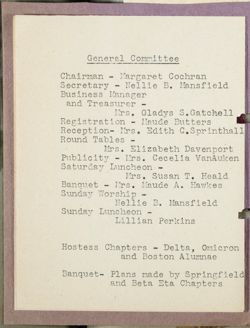 General Committee
Chairman - Margaret Cochran
Secretary - Nellie B. Mansfield
Business Manager
and Treasurer -
Mrs. Gladys S.Gatchell
Registration - Maude Butters
Reception- Mrs. Edith C.Sprinthall
Round Tables -
Mrs. Elizabeth Davenport
Publicity - Mrs. Cecelia VanAuken
Saturday Luncheon -
Mrs. Susan T. Heald
Banquet - Mrs. Maude A. Hawkes
Sunday Worship -
Nellie B. Mansfield
Sunday Luncheon -
Lillian Perkins
Hostess Chapters - Delta, Omicron
and Boston Alumnae
Banquet- Plans made by Springfield
and Beta Eta Chapters